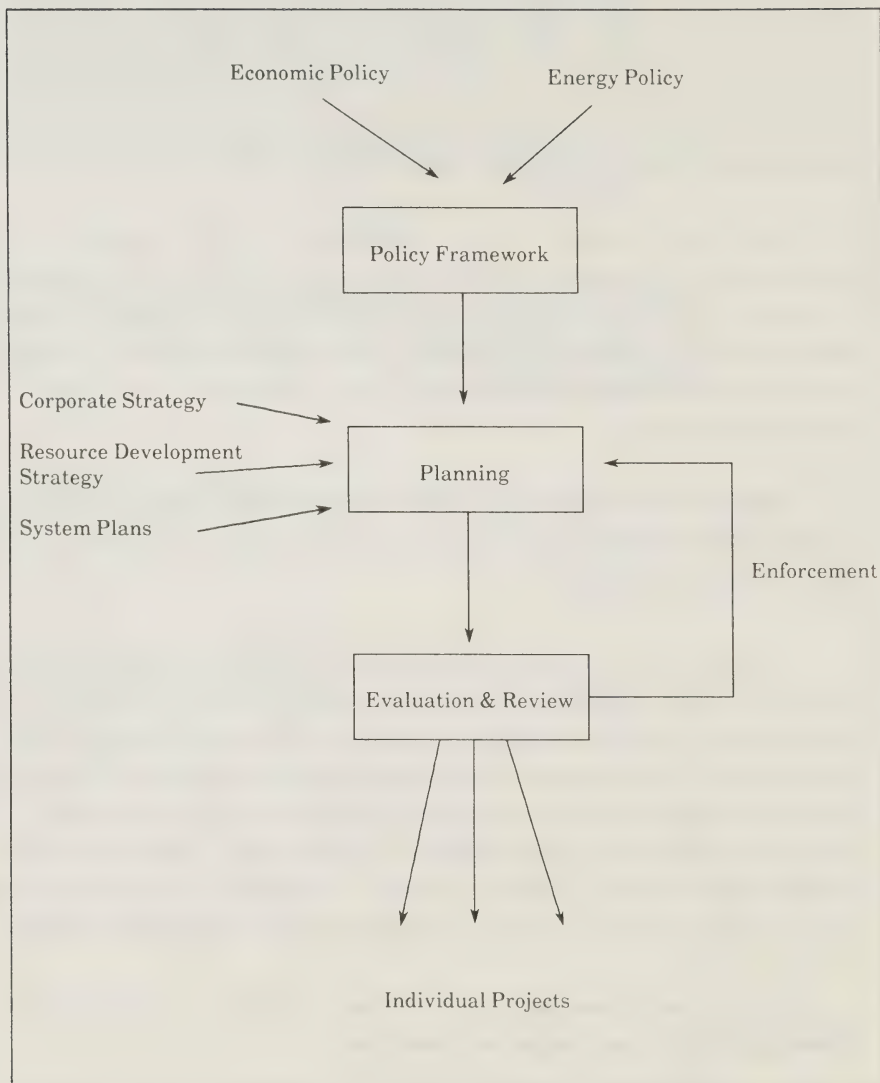 Economic Policy
Energy Policy
Policy Framework
Corporate Strategy
Resource Development
Strategy
System Plans
Planning
Enforcement
Evaluation & Review
Individual Projects